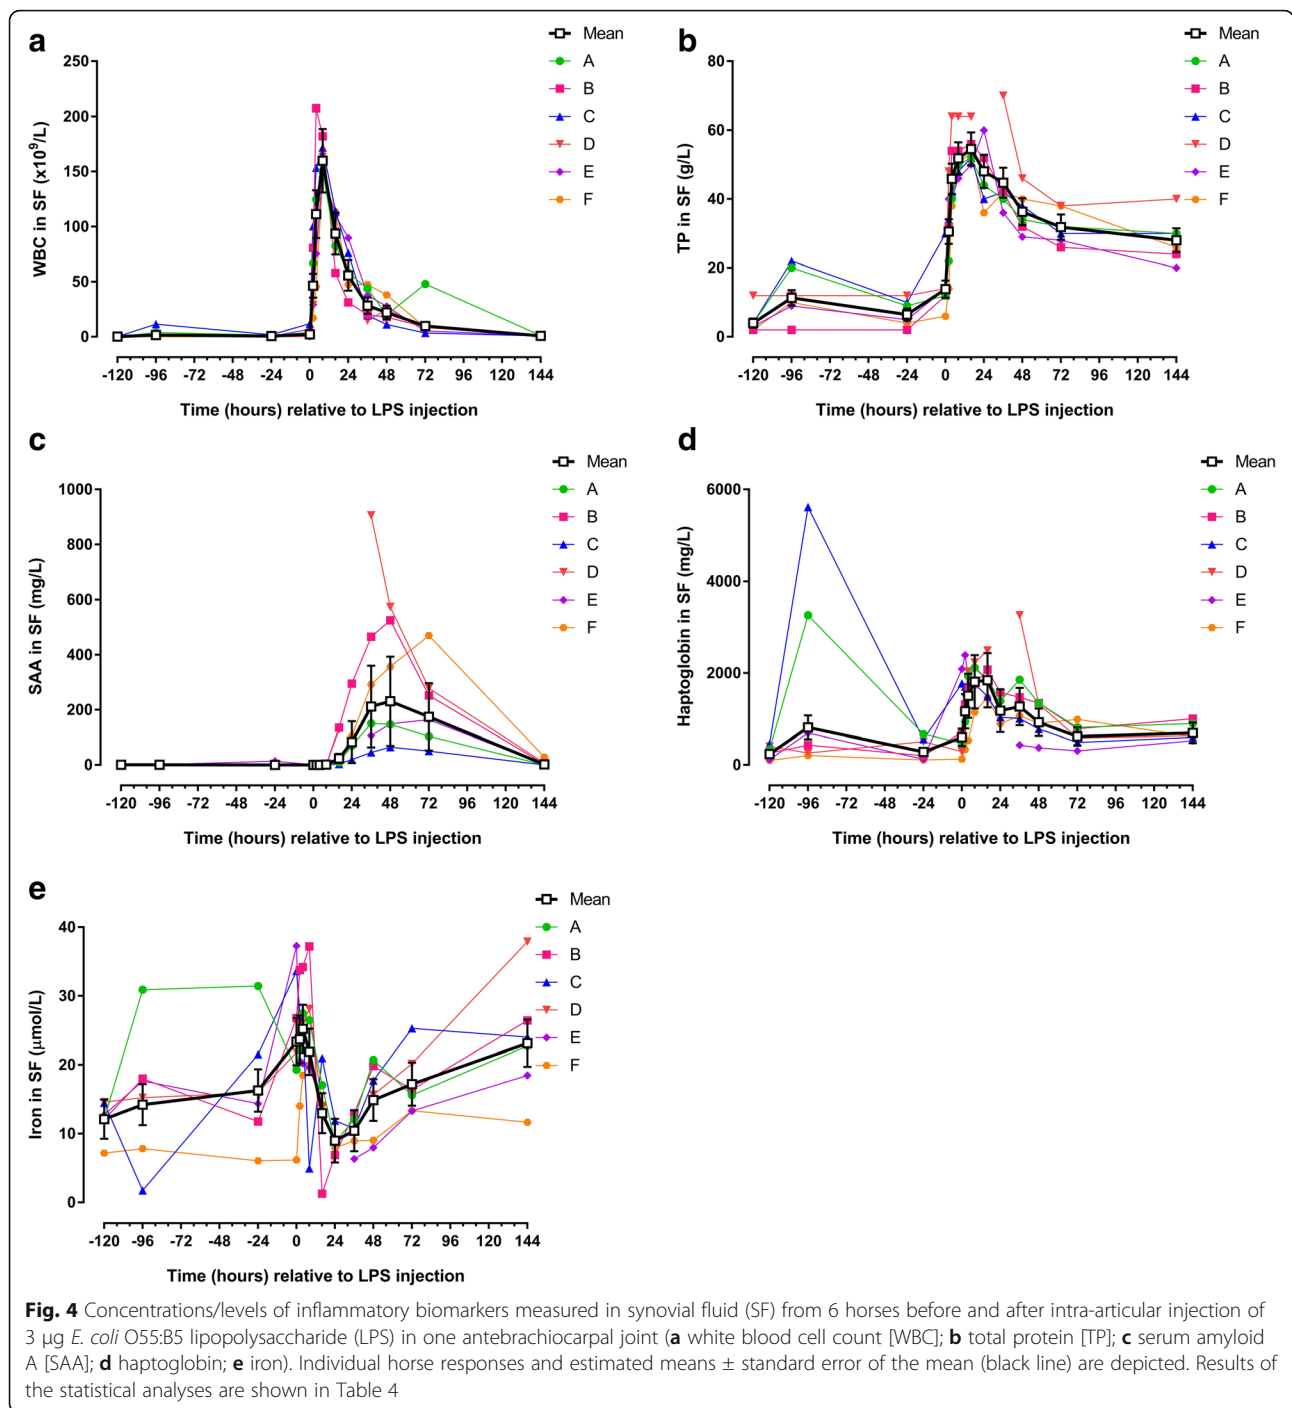 a
Mean
A
B
C
D
E
F
WBC in SF (x10⁹/L)
250
200
150
100
50
0
-120 -96 -72 -48 -24 0 24 48 72 96 120 144
Time (hours) relative to LPS injection
b
Mean
A
B
C
D
E
F
TP in SF (g/L)
80
60
40
20
0
-120 -96 -72 -48 -24 0 24 48 72 96 120 144
Time (hours) relative to LPS injection
c
Mean
A
B
C
D
E
F
SAA in SF (mg/L)
1000
800
600
400
200
0
-120 -96 -72 -48 -24 0 24 48 72 96 120 144
Time (hours) relative to LPS injection
d
Mean
A
B
C
D
E
F
Haptoglobin in SF (mg/L)
6000
4000
2000
0
-120 -96 -72 -48 -24 0 24 48 72 96 120 144
Time (hours) relative to LPS injection
e
Mean
A
B
C
D
E
F
Iron in SF (µmol/L)
40
30
20
10
0
-120 -96 -72 -48 -24 0 24 48 72 96 120 144
Time (hours) relative to LPS injection
Fig. 4 Concentrations/levels of inflammatory biomarkers measured in synovial fluid (SF) from 6 horses before and after intra-articular injection of
3 µg E. coli O55:B5 lipopolysaccharide (LPS) in one antebrachiocarpal joint (a white blood cell count [WBC]; b total protein [TP]; c serum amyloid
A [SAA]; d haptoglobin; e iron). Individual horse responses and estimated means ± standard error of the mean (black line) are depicted. Results of
the statistical analyses are shown in Table 4